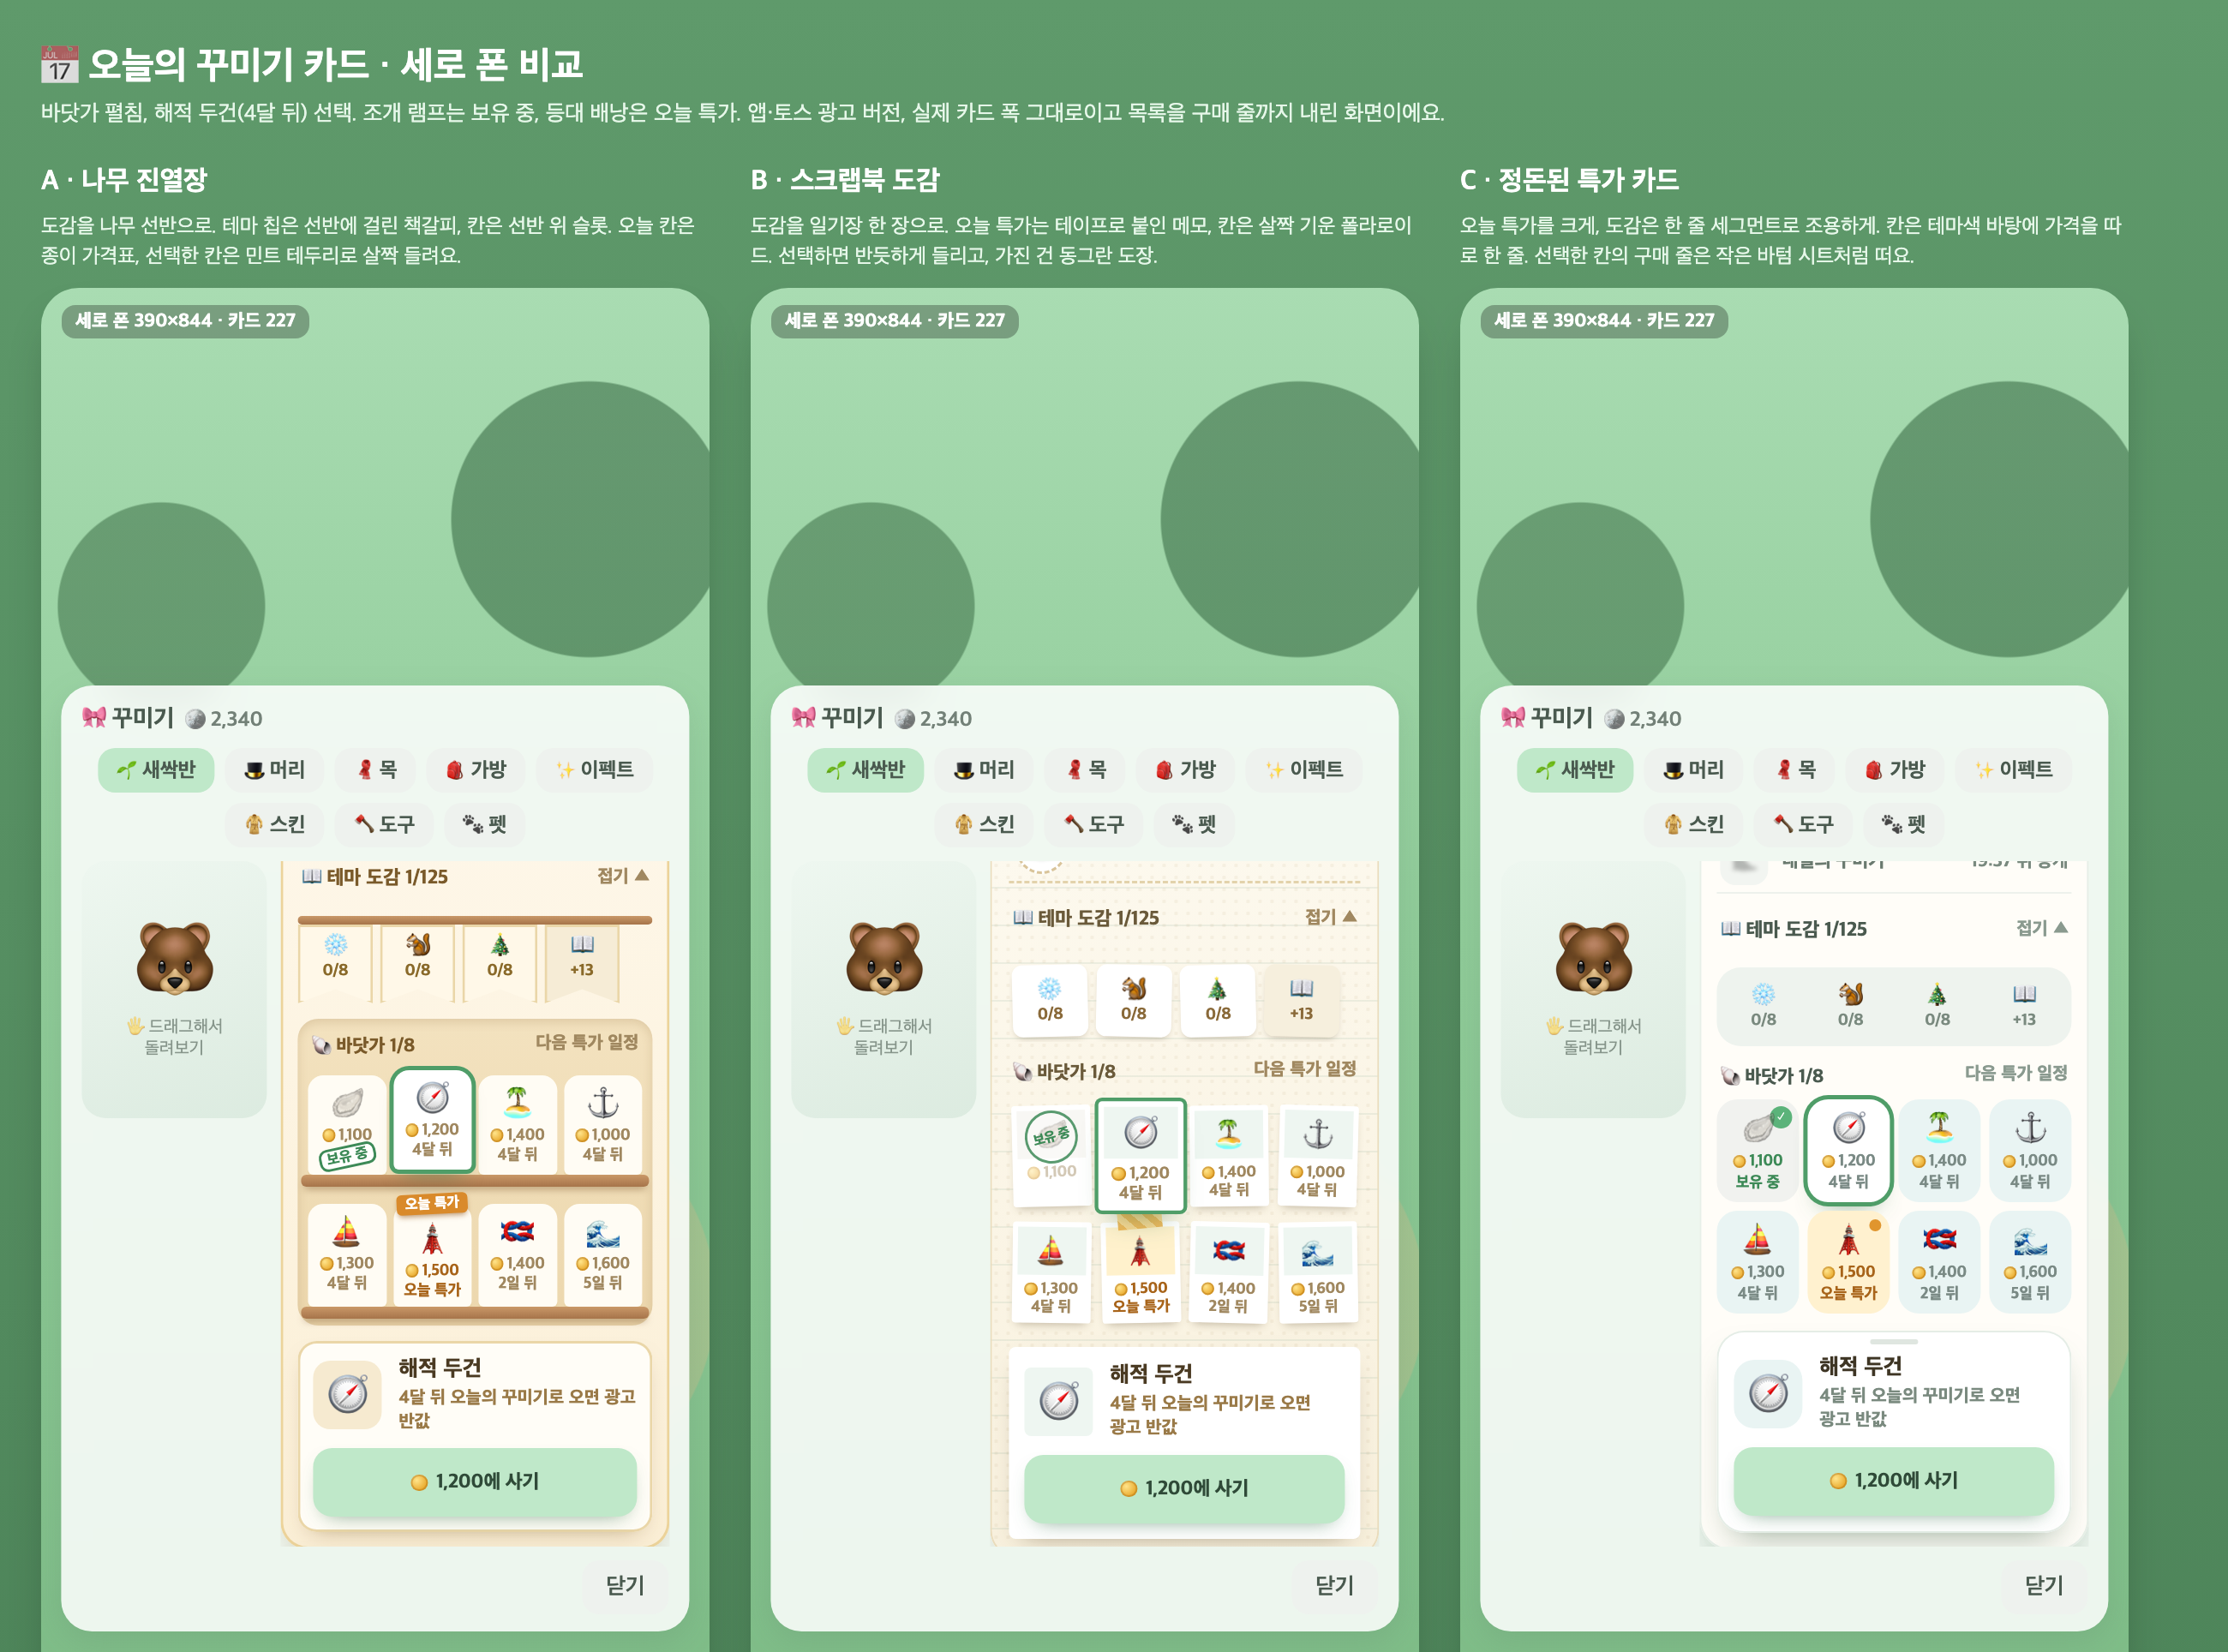 JUL 17 오늘의 꾸미기 카드 · 세로 폰 비교
바닷가 펼침, 해적 두건(4달 뒤) 선택. 조개 램프는 보유 중, 등대 배낭은 오늘 특가. 앱·토스 광고 버전, 실제 카드 폭 그대로이고 목록을 구매 줄까지 내린 화면이에요.
A · 나무 진열장
도감을 나무 선반으로. 테마 칩은 선반에 걸린 책갈피, 칸은 선반 위 슬롯. 오늘 칸은
종이 가격표, 선택한 칸은 민트 테두리로 살짝 들려요.
세로 폰 390×844 · 카드 227
꾸미기 2,340
새싹반 머리 목 가방 이펙트
스킨 도구 펫
드래그해서
돌려보기
테마 도감 1/125 접기 ▲
0/8 0/8 0/8 +13
바닷가 1/8 다음 특가 일정
1,100 1,200 1,400 1,000
보유 중 4달 뒤 4달 뒤 4달 뒤
오늘 특가
1,300 1,500 1,400 1,600
4달 뒤 오늘 특가 2일 뒤 5일 뒤
해적 두건
4달 뒤 오늘의 꾸미기로 오면 광고
반값
1,200에 사기
닫기
B · 스크랩북 도감
도감을 일기장 한 장으로. 오늘 특가는 테이프로 붙인 메모, 칸은 살짝 기운 폴라로이
드. 선택하면 반듯하게 들리고, 가진 건 동그란 도장.
세로 폰 390×844 · 카드 227
꾸미기 2,340
새싹반 머리 목 가방 이펙트
스킨 도구 펫
드래그해서
돌려보기
테마 도감 1/125 접기 ▲
0/8 0/8 0/8 +13
바닷가 1/8 다음 특가 일정
보유 중
1,100 1,200 1,400 1,000
4달 뒤 4달 뒤 4달 뒤
1,300 1,500 1,400 1,600
4달 뒤 오늘 특가 2일 뒤 5일 뒤
해적 두건
4달 뒤 오늘의 꾸미기로 오면
광고 반값
1,200에 사기
닫기
C · 정돈된 특가 카드
오늘 특가를 크게, 도감은 한 줄 세그먼트로 조용하게. 칸은 테마색 바탕에 가격을 따
로 한 줄. 선택한 칸의 구매 줄은 작은 바텀 시트처럼 떠요.
세로 폰 390×844 · 카드 227
꾸미기 2,340
새싹반 머리 목 가방 이펙트
스킨 도구 펫
드래그해서
돌려보기
테마 도감 1/125 접기 ▲
0/8 0/8 0/8 +13
바닷가 1/8 다음 특가 일정
1,100 1,200 1,400 1,000
보유 중 4달 뒤 4달 뒤 4달 뒤
1,300 1,500 1,400 1,600
4달 뒤 오늘 특가 2일 뒤 5일 뒤
해적 두건
4달 뒤 오늘의 꾸미기로 오면
광고 반값
1,200에 사기
닫기